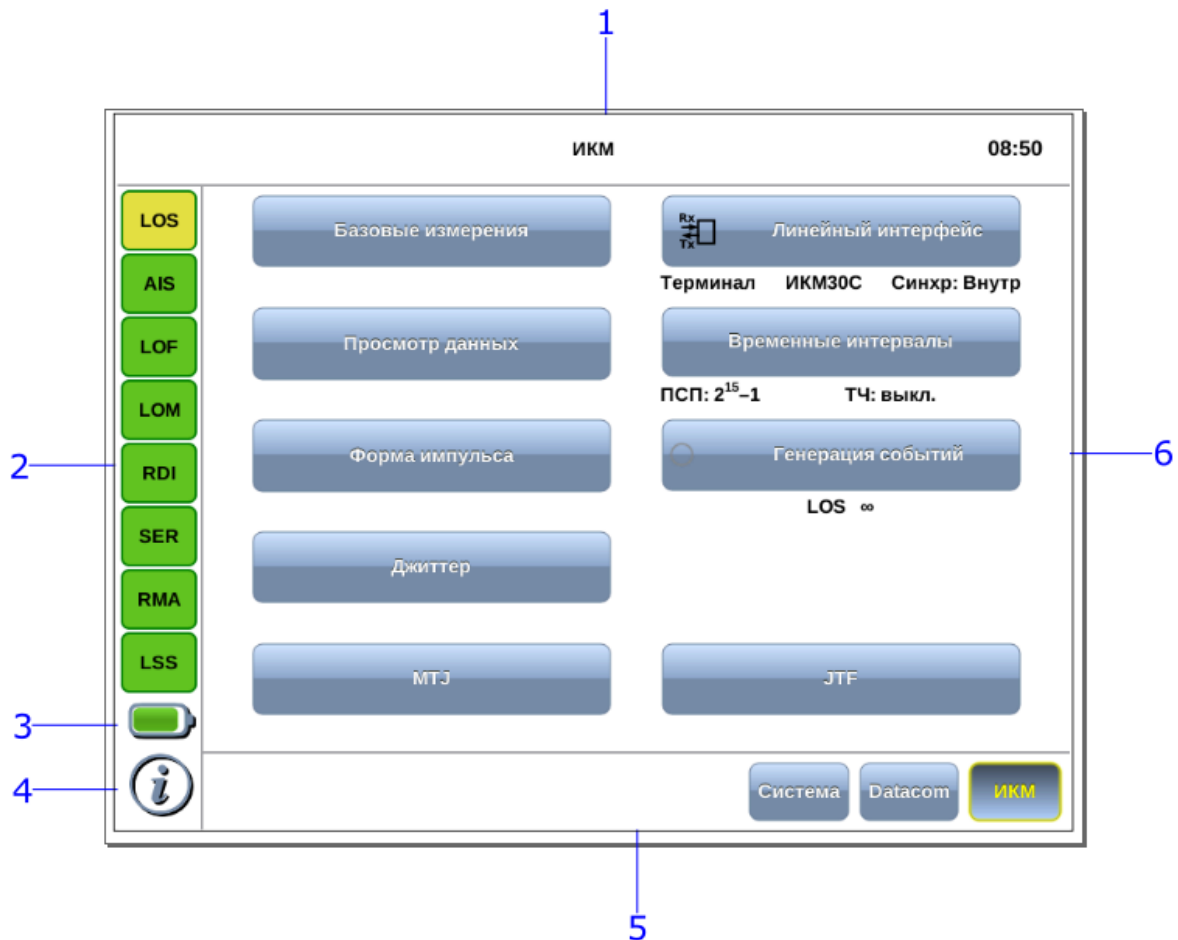 1
ИКМ 08:50
LOS
AIS
LOF
LOM
RDI
SER
RMA
LSS
2
3
4
Базовые измерения
Rx
Tx
Линейный интерфейс
Терминал ИКМ30С Синхр: Внутр
Просмотр данных
Временные интервалы
ПСП: 2¹⁵–1 ТЧ: выкл.
Форма импульса
Генерация событий
LOS ∞
6
Джиттер
MTJ
JTF
i
Система Datacom ИКМ
5